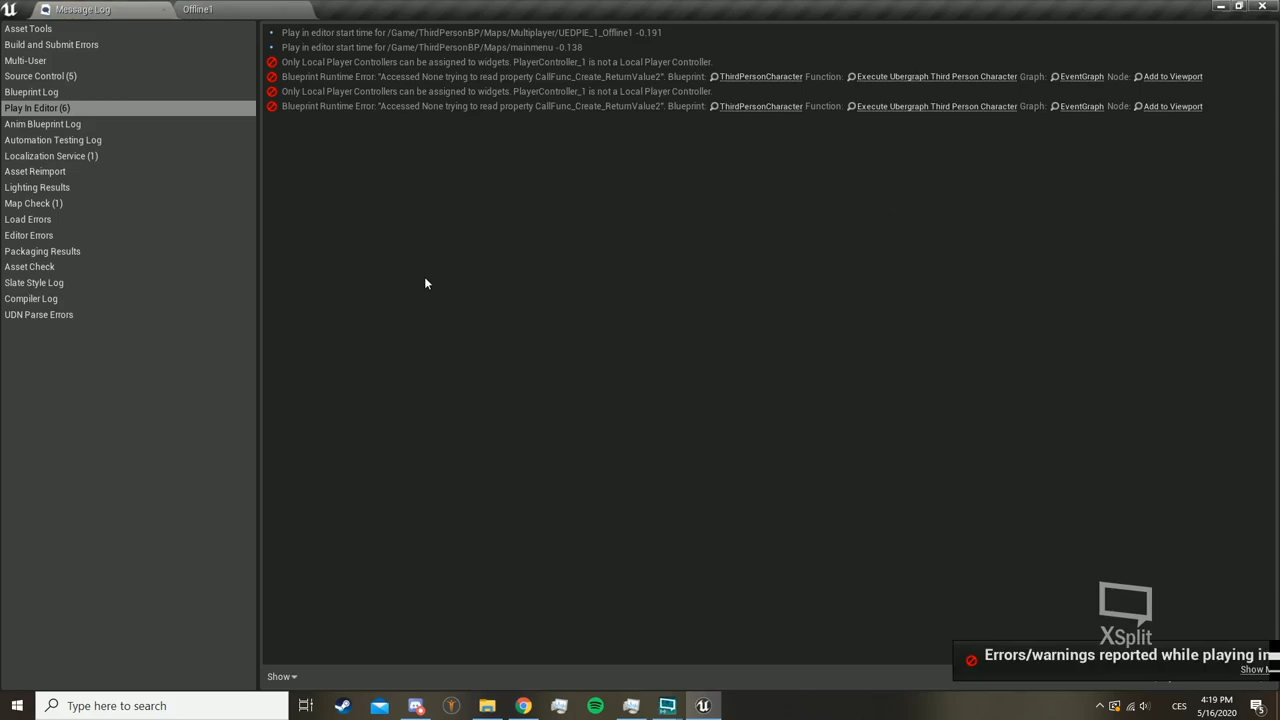 Message Log
Offline1
Asset Tools
Build and Submit Errors
Multi-User
Source Control (5)
Blueprint Log
Play In Editor (6)
Anim Blueprint Log
Automation Testing Log
Localization Service (1)
Asset Reimport
Lighting Results
Map Check (1)
Load Errors
Editor Errors
Packaging Results
Asset Check
Slate Style Log
Compiler Log
UDN Parse Errors
Play in editor start time for /Game/ThirdPersonBP/Maps/Multiplayer/UEDPIE_1_Offline1 -0.191
Play in editor start time for /Game/ThirdPersonBP/Maps/mainmenu -0.138
Only Local Player Controllers can be assigned to widgets. PlayerController_1 is not a Local Player Controller.
Blueprint Runtime Error: "Accessed None trying to read property CallFunc_Create_ReturnValue2". Blueprint: ThirdPersonCharacter Function: Execute Ubergraph Third Person Character Graph: EventGraph Node: Add to Viewport
Only Local Player Controllers can be assigned to widgets. PlayerController_1 is not a Local Player Controller.
Blueprint Runtime Error: "Accessed None trying to read property CallFunc_Create_ReturnValue2". Blueprint: ThirdPersonCharacter Function: Execute Ubergraph Third Person Character Graph: EventGraph Node: Add to Viewport
XSplit
Errors/warnings reported while playing in
Show
Show
Type here to search
CES
4:19 PM
5/16/2020
5